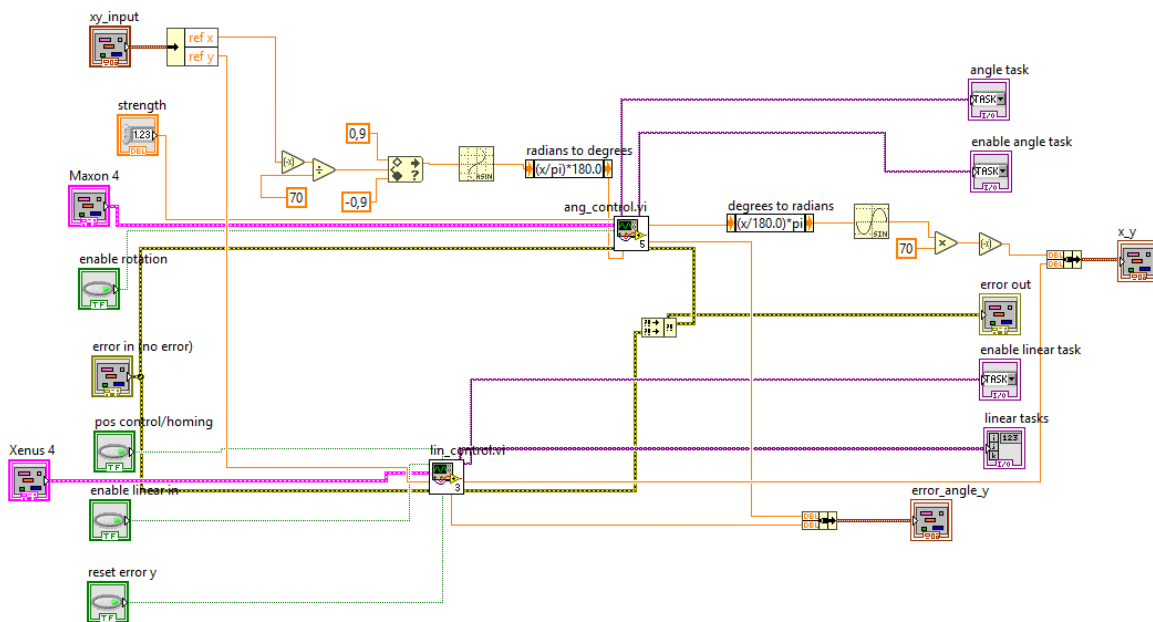 xy_input
ref x
ref y
strength
1.23
DBL
angle task
TASK
I/O
enable angle task
TASK
I/O
0,9
-0,9
70
(-x)
÷
?
ASIN
radians to degrees
(x/pi)*180.0
Maxon 4
ang_control.vi
5
degrees to radians
(x/180.0)*pi
SIN
70
×
(-x)
DBL
DBL
x_y
enable rotation
TF
error out
error in (no error)
?!
?!
?!
enable linear task
TASK
I/O
pos control/homing
TF
linear tasks
i
j
k
123
I/O
Xenus 4
lin_control.vi
3
enable linear in
TF
error_angle_y
DBL
DBL
reset error y
TF